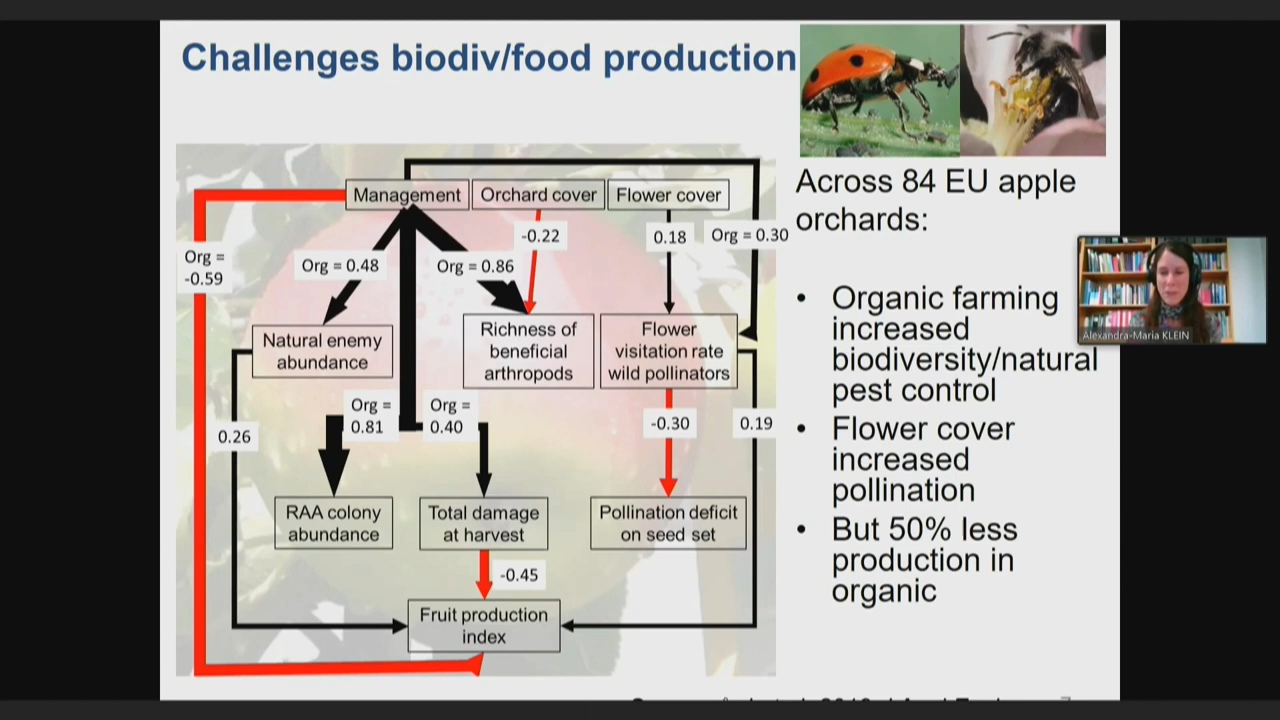 Challenges biodiv/food production
Management
Orchard cover
Flower cover
Org =
-0.59
Org = 0.48
Org = 0.86
-0.22
0.18
Org = 0.30
Natural enemy
abundance
Richness of
beneficial
arthropods
Flower
visitation rate
wild pollinators
0.26
Org =
0.81
Org =
0.40
-0.30
0.19
RAA colony
abundance
Total damage
at harvest
Pollination deficit
on seed set
-0.45
Fruit production
index
Across 84 EU apple
orchards:
• Organic farming
increased
biodiversity/natural
pest control
• Flower cover
increased
pollination
• But 50% less
production in
organic
Alexandra-Maria KLEIN